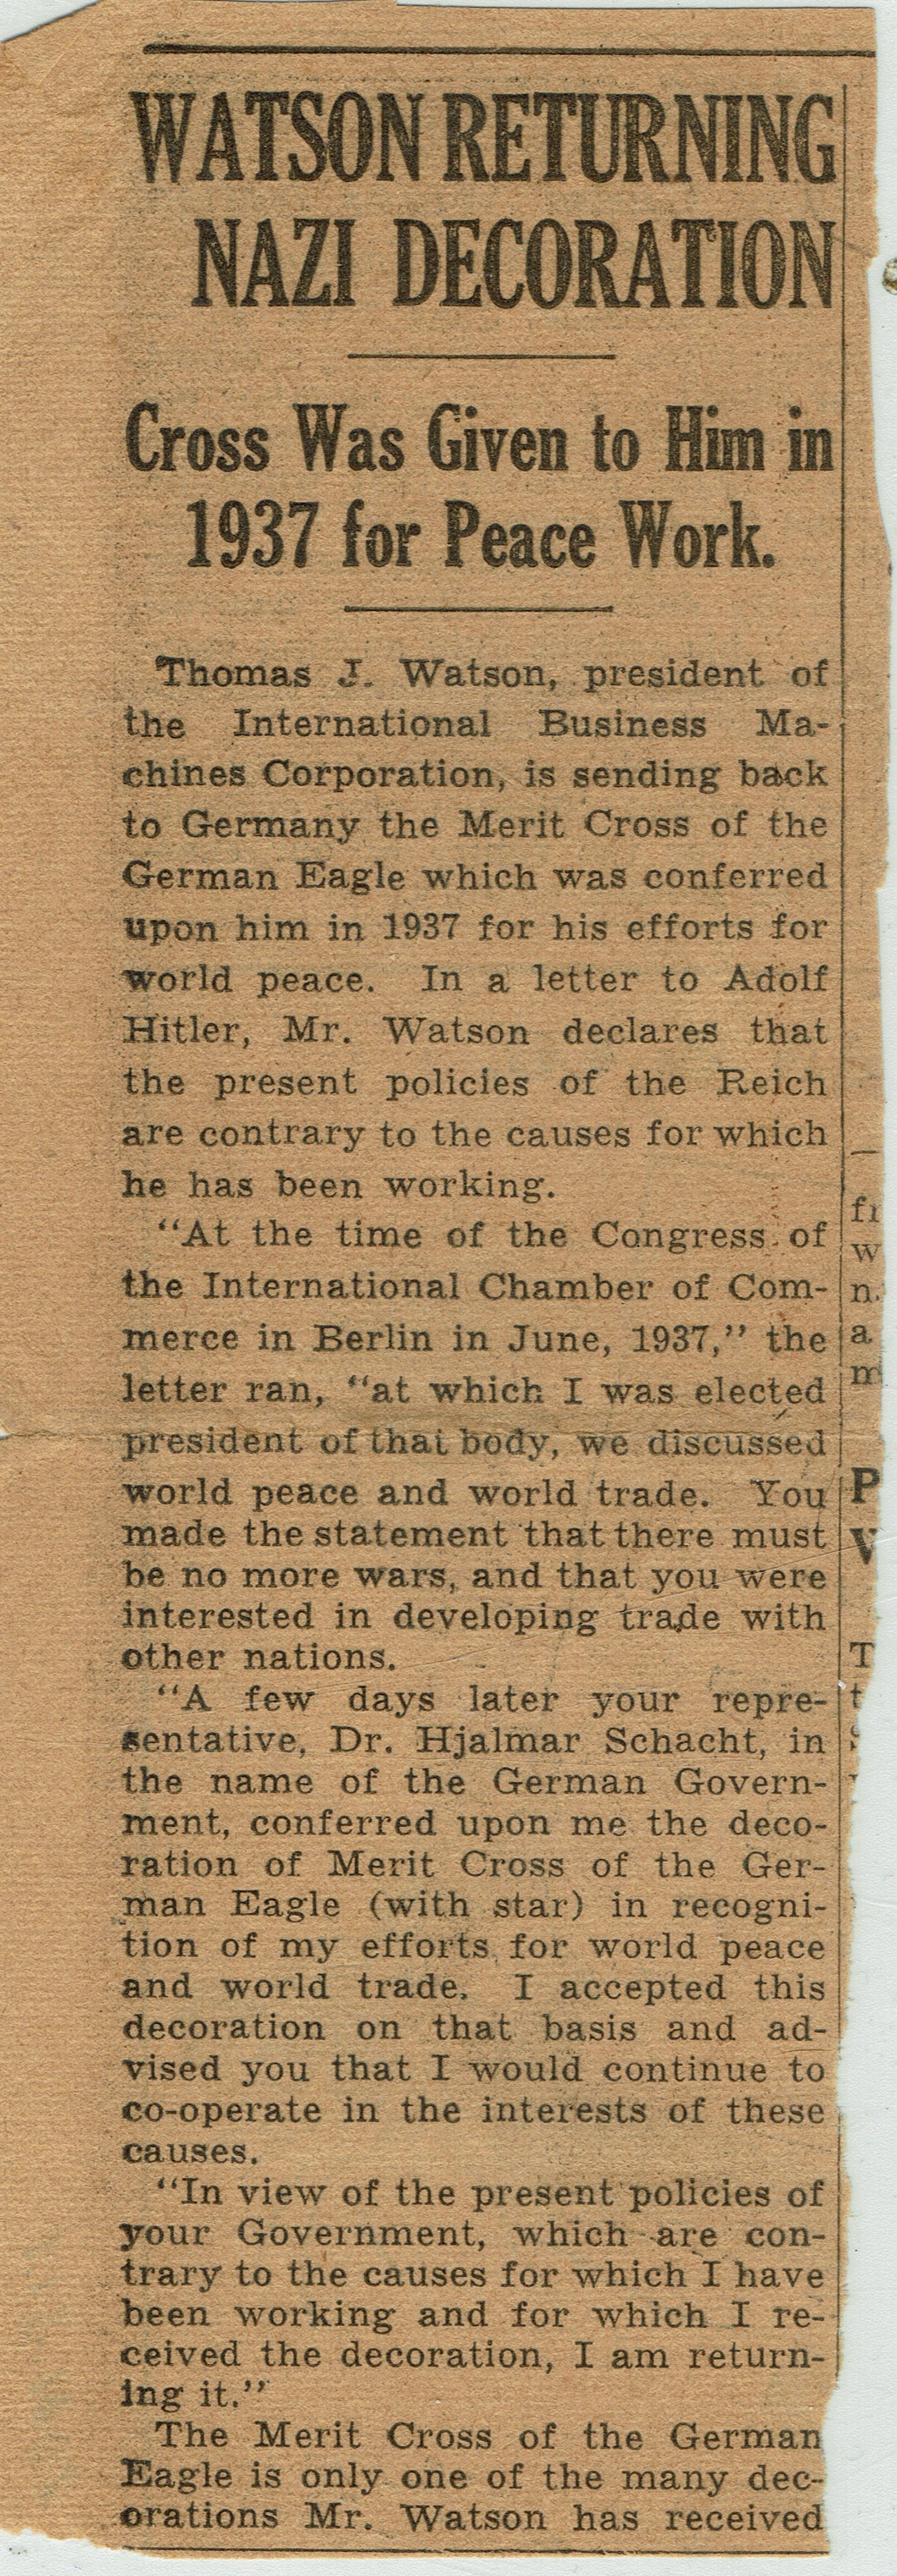 WATSON RETURNING
NAZI DECORATION
Cross Was Given to Him in
1937 for Peace Work.
Thomas J. Watson, president of
the International Business Ma-
chines Corporation, is sending back
to Germany the Merit Cross of the
German Eagle which was conferred
upon him in 1937 for his efforts for
world peace. In a letter to Adolf
Hitler, Mr. Watson declares that
the present policies of the Reich
are contrary to the causes for which
he has been working.
"At the time of the Congress of
the International Chamber of Com-
merce in Berlin in June, 1937," the
letter ran, "at which I was elected
president of that body, we discussed
world peace and world trade. You
made the statement that there must
be no more wars, and that you were
interested in developing trade with
other nations.
"A few days later your repre-
sentative, Dr. Hjalmar Schacht, in
the name of the German Govern-
ment, conferred upon me the deco-
ration of Merit Cross of the Ger-
man Eagle (with star) in recogni-
tion of my efforts for world peace
and world trade. I accepted this
decoration on that basis and ad-
vised you that I would continue to
co-operate in the interests of these
causes.
"In view of the present policies of
your Government, which are con-
trary to the causes for which I have
been working and for which I re-
ceived the decoration, I am return-
ing it."
The Merit Cross of the German
Eagle is only one of the many dec-
orations Mr. Watson has received